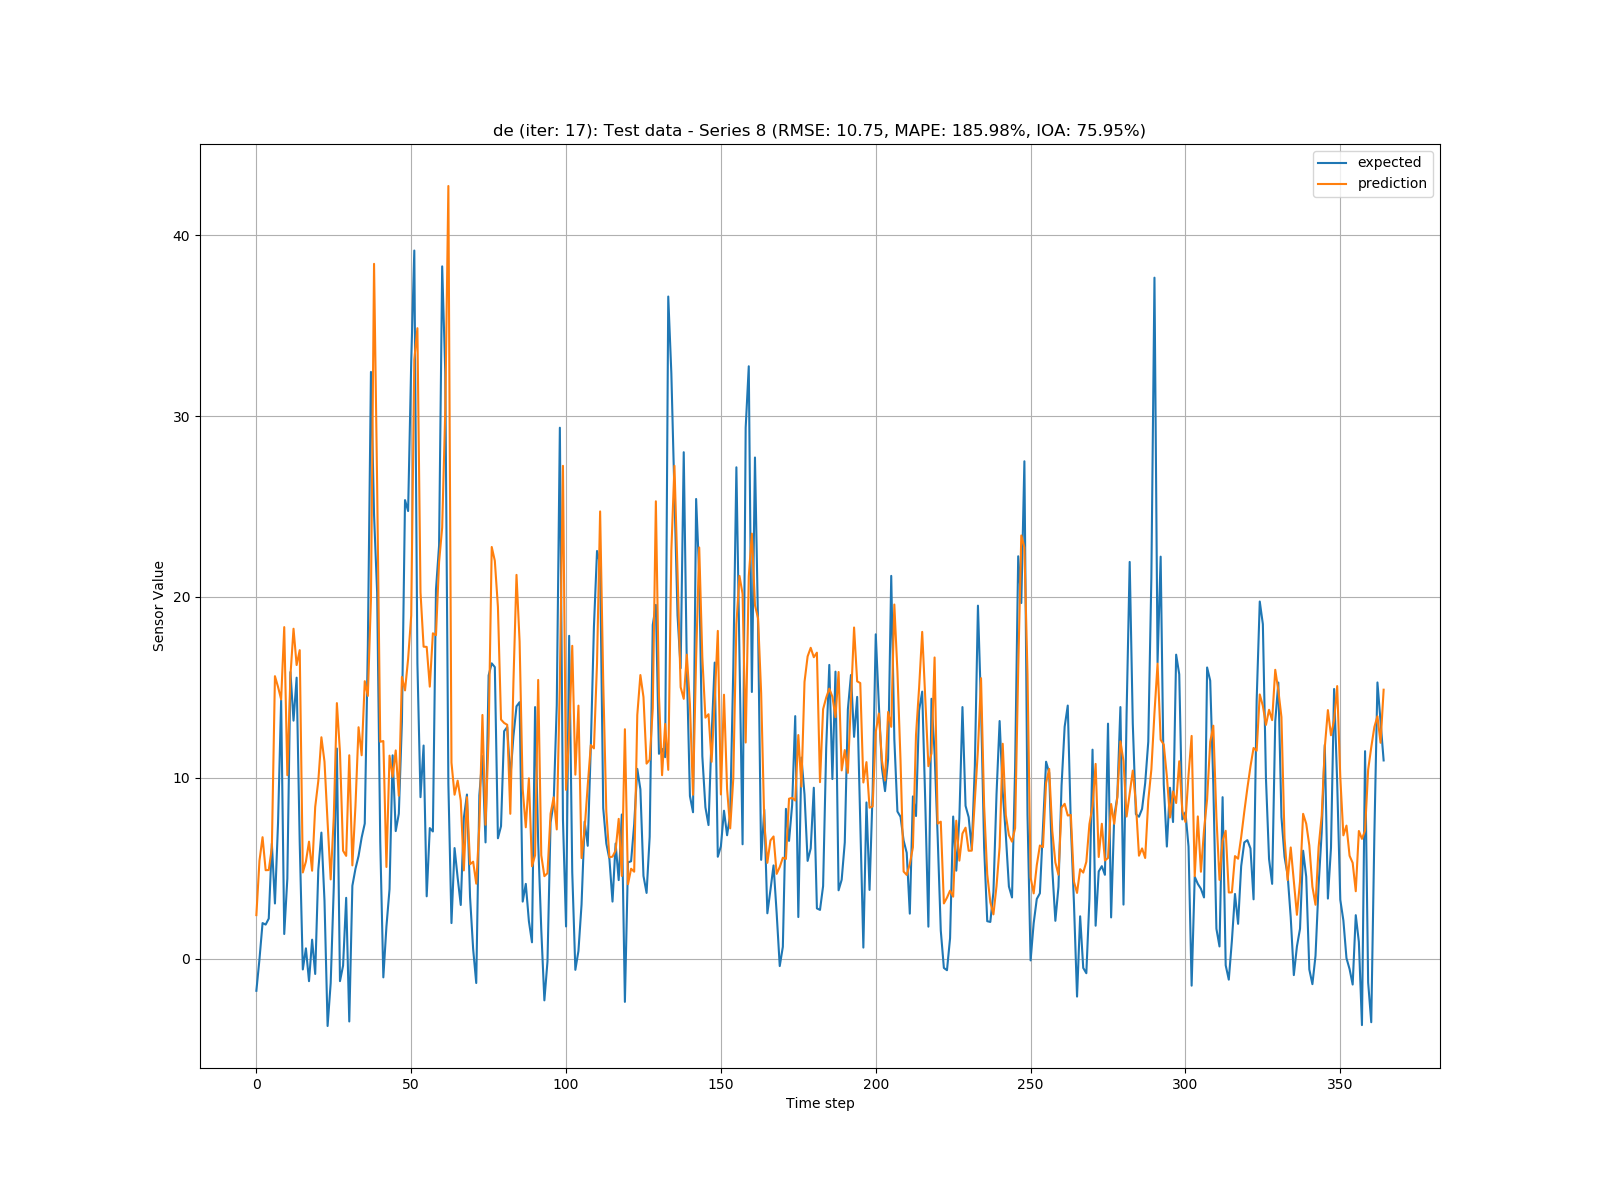 de (iter: 17): Test data - Series 8 (RMSE: 10.75, MAPE: 185.98%, IOA: 75.95%)
expected
prediction
40
30
20
10
0
Sensor Value
0 50 100 150 200 250 300 350
Time step